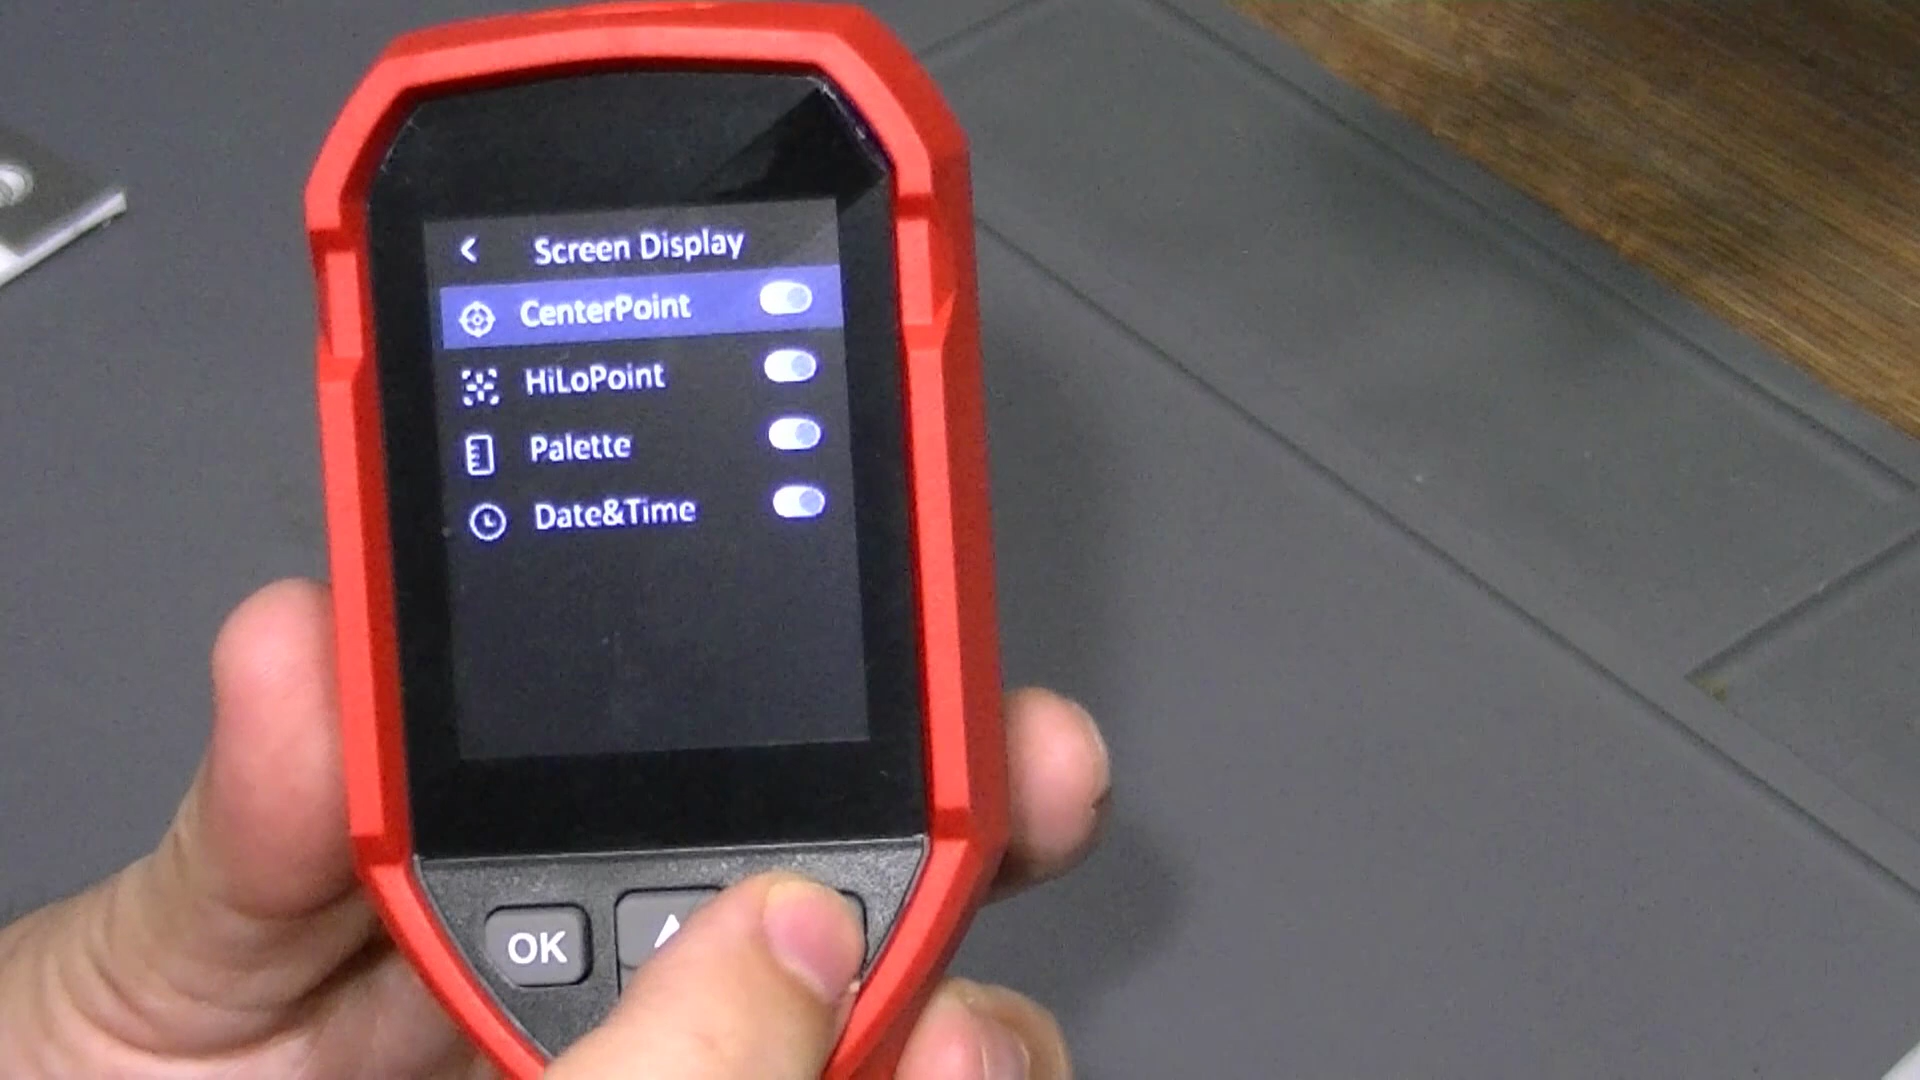 Screen Display
CenterPoint
HiLoPoint
Palette
Date&Time
OK